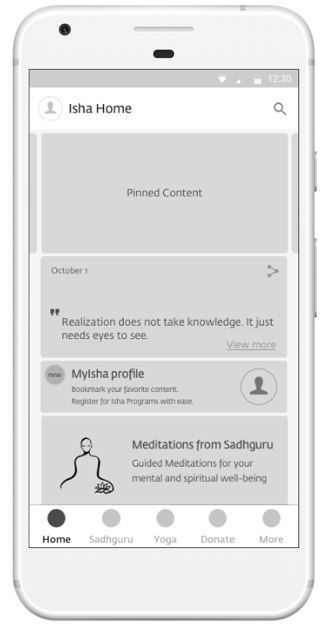 12:30
Isha Home
Pinned Content
October 1
" Realization does not take knowledge. It just
needs eyes to see.
View more
new
MyIsha profile
Bookmark your favorite content.
Register for Isha Programs with ease.
Meditations from Sadhguru
Guided Meditations for your
mental and spiritual well-being
Home Sadhguru Yoga Donate More